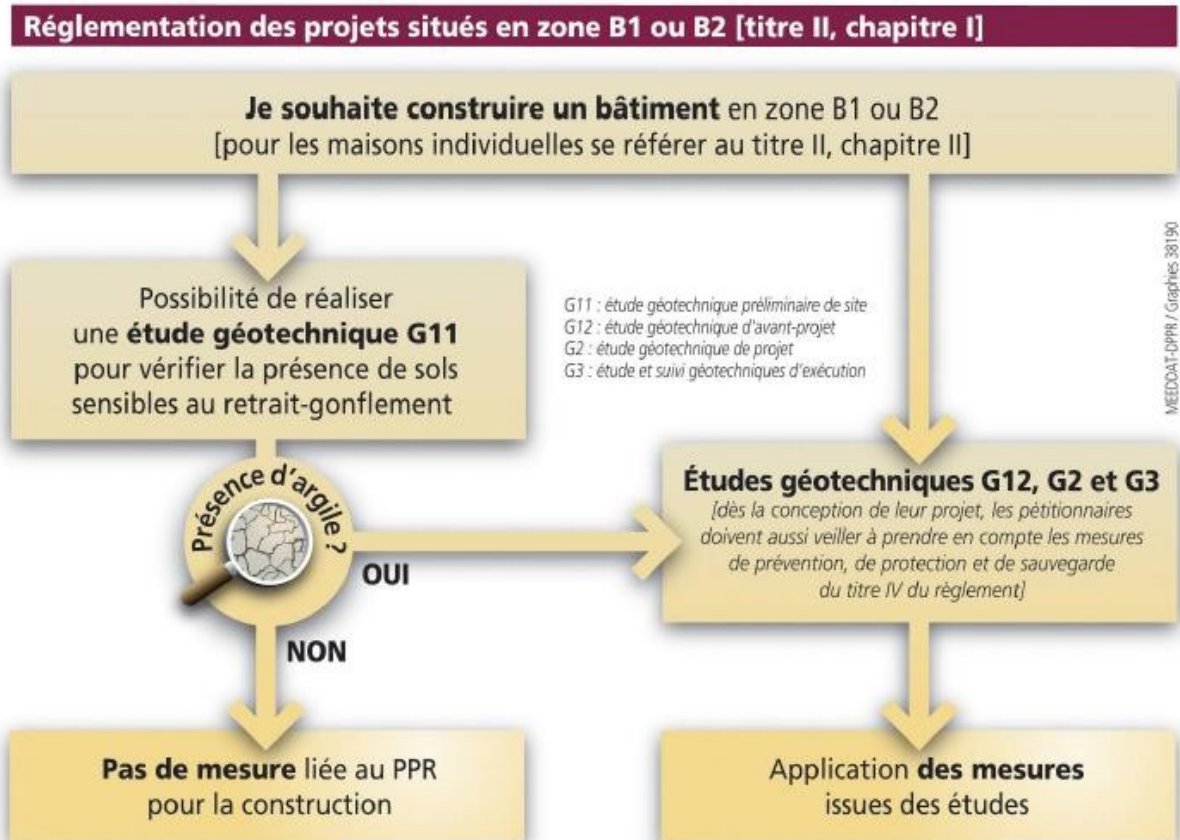 Réglementation des projets situés en zone B1 ou B2 [titre II, chapitre I]
Je souhaite construire un bâtiment en zone B1 ou B2
[pour les maisons individuelles se référer au titre II, chapitre II]
Possibilité de réaliser
une étude géotechnique G11
pour vérifier la présence de sols
sensibles au retrait-gonflement
G11 : étude géotechnique préliminaire de site
G12 : étude géotechnique d'avant-projet
G2 : étude géotechnique de projet
G3 : étude et suivi géotechniques d'exécution
MEEDDAT-DPPR / Graphies 38190
Présence d'argile ?
OUI
NON
Études géotechniques G12, G2 et G3
[dès la conception de leur projet, les pétitionnaires
doivent aussi veiller à prendre en compte les mesures
de prévention, de protection et de sauvegarde
du titre IV du règlement]
Pas de mesure liée au PPR
pour la construction
Application des mesures
issues des études